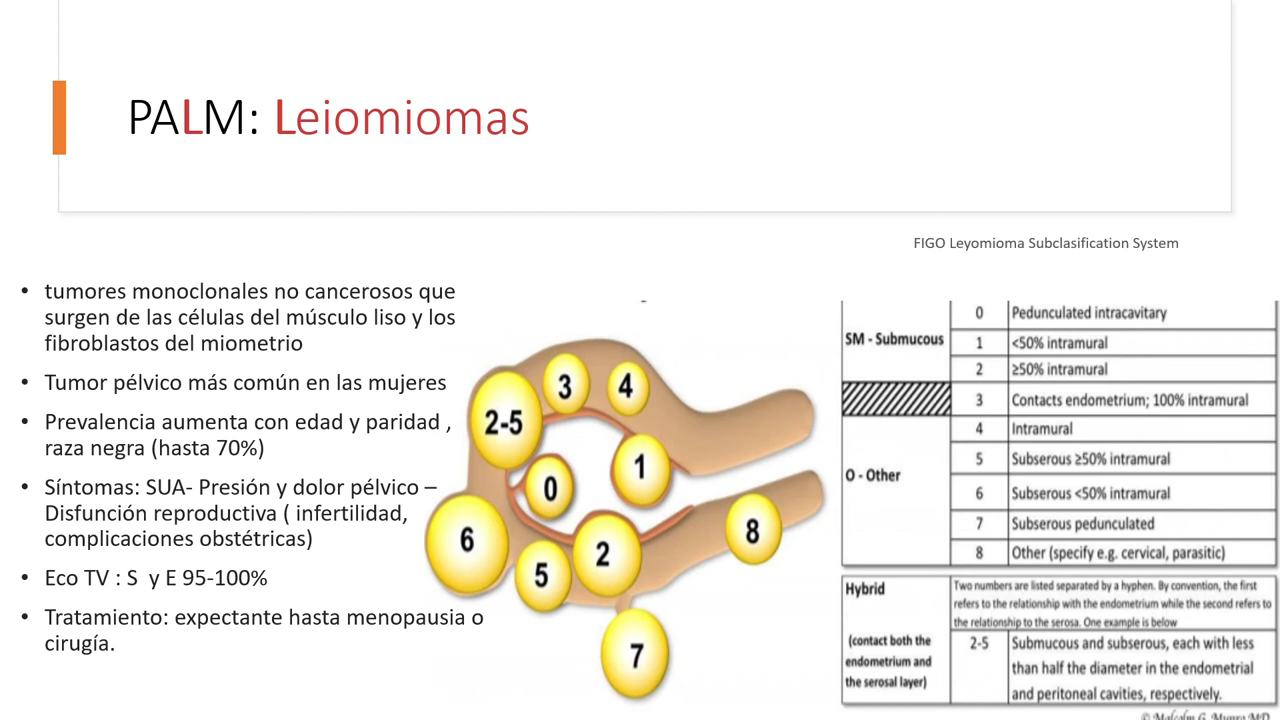 PALM: Leiomiomas
FIGO Leyomioma Subclasification System
• tumores monoclonales no cancerosos que
surgen de las células del músculo liso y los
fibroblastos del miometrio
• Tumor pélvico más común en las mujeres
• Prevalencia aumenta con edad y paridad ,
raza negra (hasta 70%)
• Síntomas: SUA- Presión y dolor pélvico –
Disfunción reproductiva ( infertilidad,
complicaciones obstétricas)
• Eco TV : S y E 95-100%
• Tratamiento: expectante hasta menopausia o
cirugía.
3
4
2-5
1
0
6
2
8
5
7
SM - Submucous
0 Pedunculated intracavitary
1 <50% intramural
2 ≥50% intramural
3 Contacts endometrium; 100% intramural
O - Other
4 Intramural
5 Subserous ≥50% intramural
6 Subserous <50% intramural
7 Subserous pedunculated
8 Other (specify e.g. cervical, parasitic)
Hybrid
(contact both the
endometrium and
the serosal layer)
Two numbers are listed separated by a hyphen. By convention, the first
refers to the relationship with the endometrium while the second refers to
the relationship to the serosa. One example is below
2-5 Submucous and subserous, each with less
than half the diameter in the endometrial
and peritoneal cavities, respectively.
© Malcolm G. Munro MD